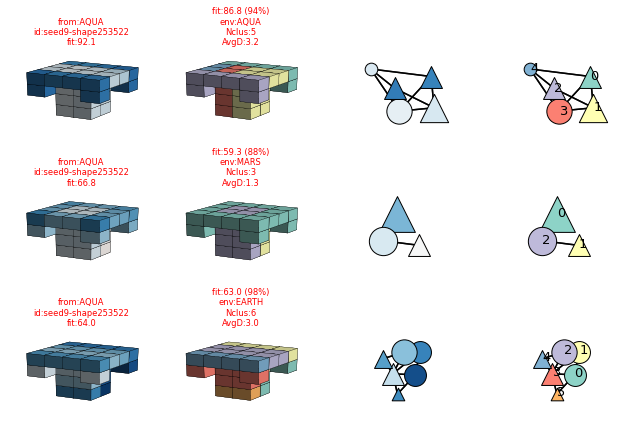 from:AQUA
id:seed9-shape253522
fit:92.1
fit:86.8 (94%)
env:AQUA
Nclus:5
AvgD:3.2
4
0
2
3
1
from:AQUA
id:seed9-shape253522
fit:66.8
fit:59.3 (88%)
env:MARS
Nclus:3
AvgD:1.3
0
2
1
from:AQUA
id:seed9-shape253522
fit:64.0
fit:63.0 (98%)
env:EARTH
Nclus:6
AvgD:3.0
4
2
1
3
0
5